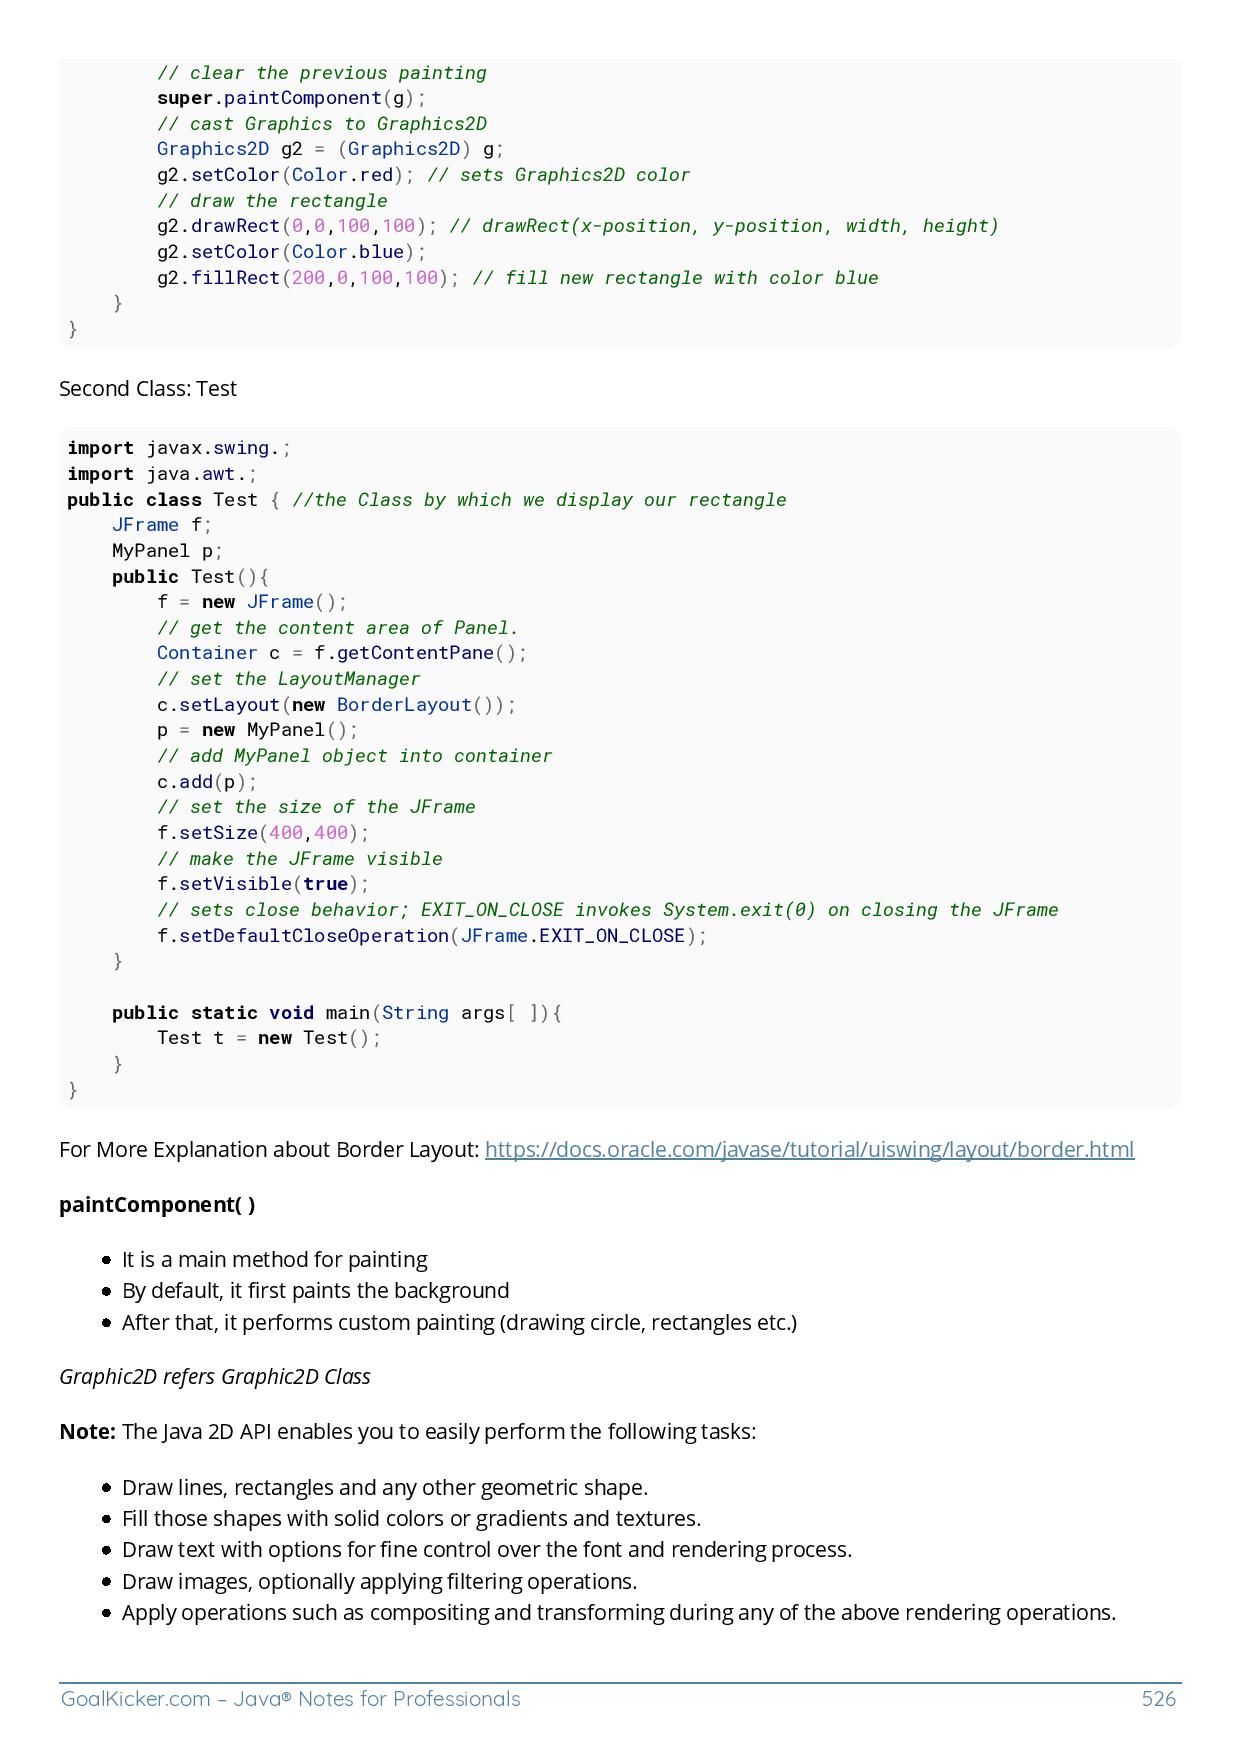 // clear the previous painting
        super.paintComponent(g);
        // cast Graphics to Graphics2D
        Graphics2D g2 = (Graphics2D) g;
        g2.setColor(Color.red); // sets Graphics2D color
        // draw the rectangle
        g2.drawRect(0,0,100,100); // drawRect(x-position, y-position, width, height)
        g2.setColor(Color.blue);
        g2.fillRect(200,0,100,100); // fill new rectangle with color blue
    }
}
Second Class: Test
import javax.swing.;
import java.awt.;
public class Test { //the Class by which we display our rectangle
    JFrame f;
    MyPanel p;
    public Test(){
        f = new JFrame();
        // get the content area of Panel.
        Container c = f.getContentPane();
        // set the LayoutManager
        c.setLayout(new BorderLayout());
        p = new MyPanel();
        // add MyPanel object into container
        c.add(p);
        // set the size of the JFrame
        f.setSize(400,400);
        // make the JFrame visible
        f.setVisible(true);
        // sets close behavior; EXIT_ON_CLOSE invokes System.exit(0) on closing the JFrame
        f.setDefaultCloseOperation(JFrame.EXIT_ON_CLOSE);
    }
    public static void main(String args[ ]){
        Test t = new Test();
    }
}
For More Explanation about Border Layout: https://docs.oracle.com/javase/tutorial/uiswing/layout/border.html
paintComponent( )
● It is a main method for painting
● By default, it first paints the background
● After that, it performs custom painting (drawing circle, rectangles etc.)
Graphic2D refers Graphic2D Class
Note: The Java 2D API enables you to easily perform the following tasks:
● Draw lines, rectangles and any other geometric shape.
● Fill those shapes with solid colors or gradients and textures.
● Draw text with options for fine control over the font and rendering process.
● Draw images, optionally applying filtering operations.
● Apply operations such as compositing and transforming during any of the above rendering operations.
GoalKicker.com – Java® Notes for Professionals 526